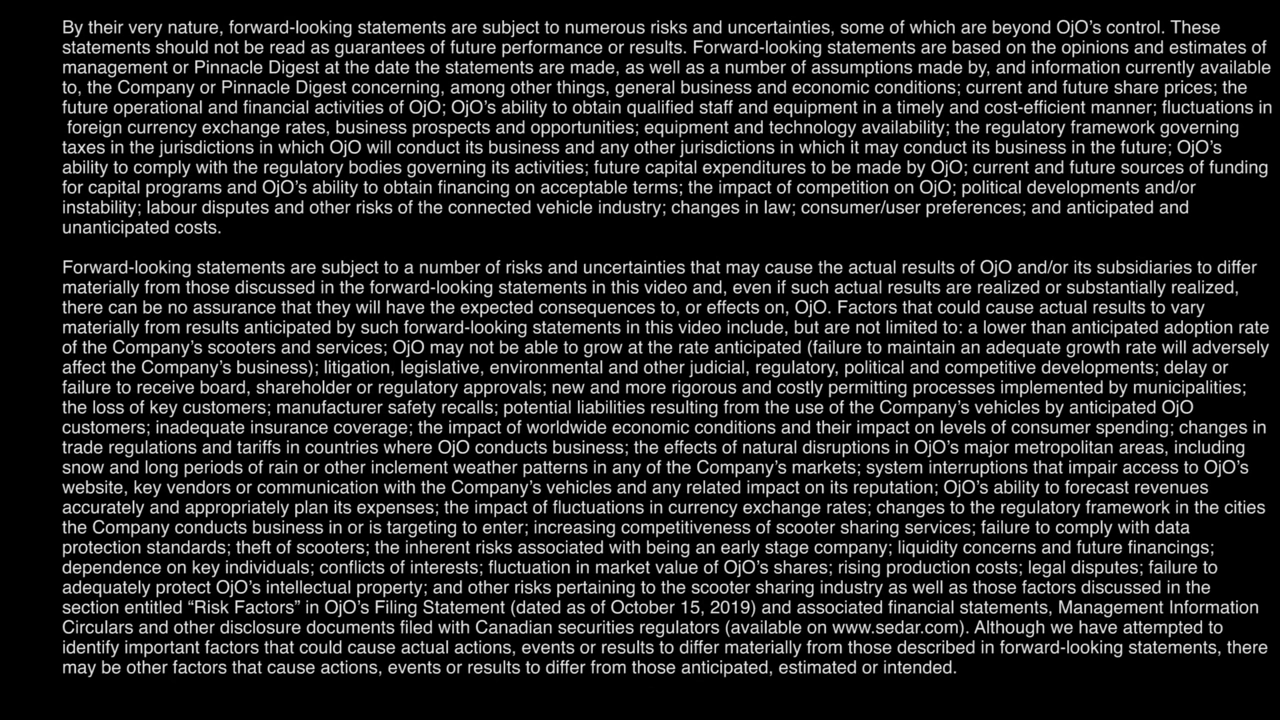 By their very nature, forward-looking statements are subject to numerous risks and uncertainties, some of which are beyond OjO’s control. These
statements should not be read as guarantees of future performance or results. Forward-looking statements are based on the opinions and estimates of
management or Pinnacle Digest at the date the statements are made, as well as a number of assumptions made by, and information currently available
to, the Company or Pinnacle Digest concerning, among other things, general business and economic conditions; current and future share prices; the
future operational and financial activities of OjO; OjO’s ability to obtain qualified staff and equipment in a timely and cost-efficient manner; fluctuations in
foreign currency exchange rates, business prospects and opportunities; equipment and technology availability; the regulatory framework governing
taxes in the jurisdictions in which OjO will conduct its business and any other jurisdictions in which it may conduct its business in the future; OjO’s
ability to comply with the regulatory bodies governing its activities; future capital expenditures to be made by OjO; current and future sources of funding
for capital programs and OjO’s ability to obtain financing on acceptable terms; the impact of competition on OjO; political developments and/or
instability; labour disputes and other risks of the connected vehicle industry; changes in law; consumer/user preferences; and anticipated and
unanticipated costs.
Forward-looking statements are subject to a number of risks and uncertainties that may cause the actual results of OjO and/or its subsidiaries to differ
materially from those discussed in the forward-looking statements in this video and, even if such actual results are realized or substantially realized,
there can be no assurance that they will have the expected consequences to, or effects on, OjO. Factors that could cause actual results to vary
materially from results anticipated by such forward-looking statements in this video include, but are not limited to: a lower than anticipated adoption rate
of the Company’s scooters and services; OjO may not be able to grow at the rate anticipated (failure to maintain an adequate growth rate will adversely
affect the Company’s business); litigation, legislative, environmental and other judicial, regulatory, political and competitive developments; delay or
failure to receive board, shareholder or regulatory approvals; new and more rigorous and costly permitting processes implemented by municipalities;
the loss of key customers; manufacturer safety recalls; potential liabilities resulting from the use of the Company’s vehicles by anticipated OjO
customers; inadequate insurance coverage; the impact of worldwide economic conditions and their impact on levels of consumer spending; changes in
trade regulations and tariffs in countries where OjO conducts business; the effects of natural disruptions in OjO’s major metropolitan areas, including
snow and long periods of rain or other inclement weather patterns in any of the Company’s markets; system interruptions that impair access to OjO’s
website, key vendors or communication with the Company’s vehicles and any related impact on its reputation; OjO’s ability to forecast revenues
accurately and appropriately plan its expenses; the impact of fluctuations in currency exchange rates; changes to the regulatory framework in the cities
the Company conducts business in or is targeting to enter; increasing competitiveness of scooter sharing services; failure to comply with data
protection standards; theft of scooters; the inherent risks associated with being an early stage company; liquidity concerns and future financings;
dependence on key individuals; conflicts of interests; fluctuation in market value of OjO’s shares; rising production costs; legal disputes; failure to
adequately protect OjO’s intellectual property; and other risks pertaining to the scooter sharing industry as well as those factors discussed in the
section entitled “Risk Factors” in OjO’s Filing Statement (dated as of October 15, 2019) and associated financial statements, Management Information
Circulars and other disclosure documents filed with Canadian securities regulators (available on www.sedar.com). Although we have attempted to
identify important factors that could cause actual actions, events or results to differ materially from those described in forward-looking statements, there
may be other factors that cause actions, events or results to differ from those anticipated, estimated or intended.